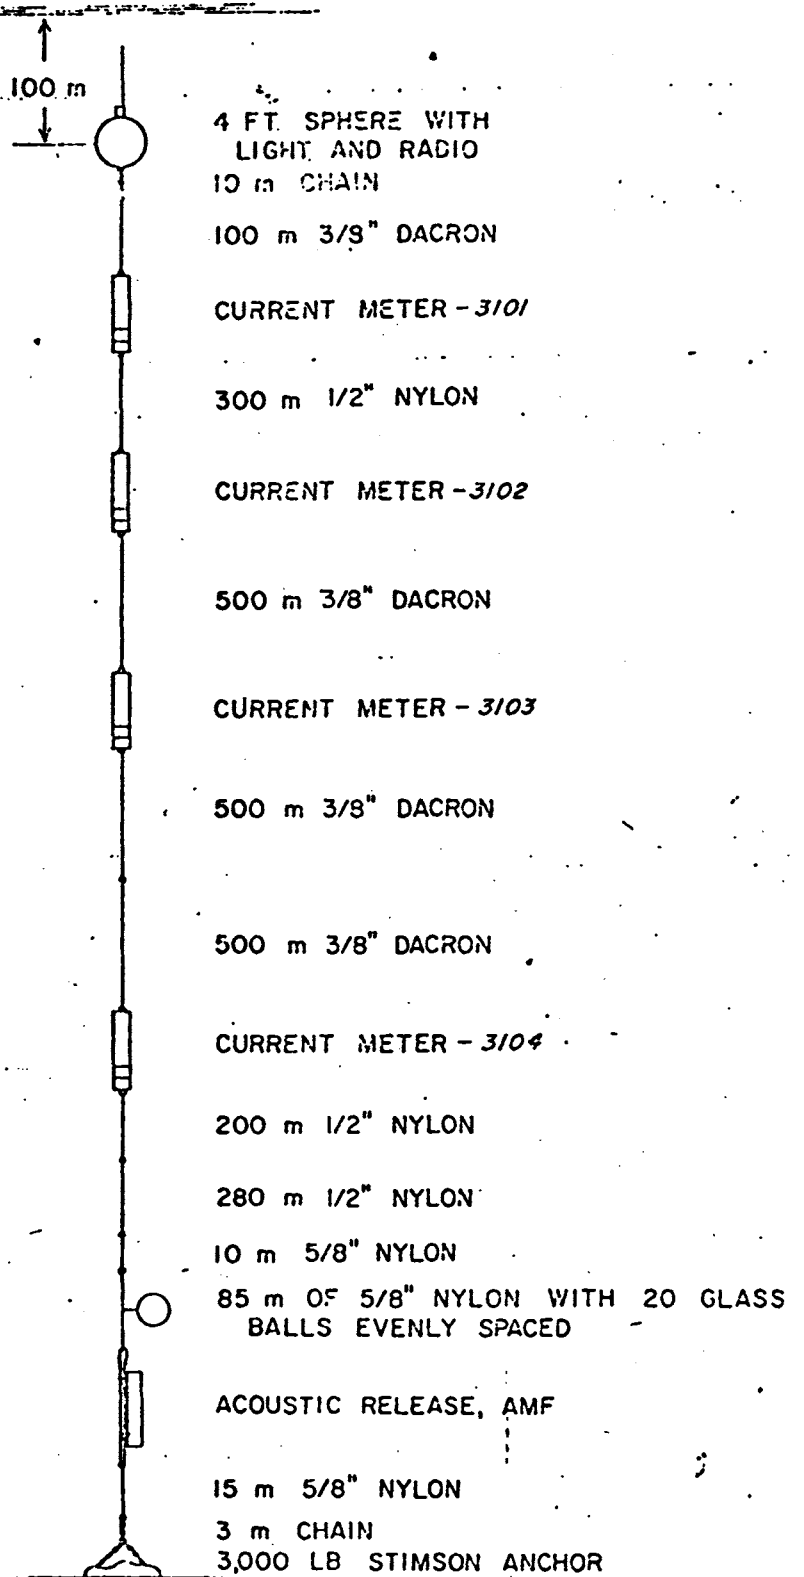 100 m
4 FT. SPHERE WITH
LIGHT AND RADIO
10 m CHAIN
100 m 3/8" DACRON
CURRENT METER - 3101
300 m 1/2" NYLON
CURRENT METER - 3102
500 m 3/8" DACRON
CURRENT METER - 3103
500 m 3/8" DACRON
500 m 3/8" DACRON
CURRENT METER - 3104
200 m 1/2" NYLON
280 m 1/2" NYLON
10 m 5/8" NYLON
85 m OF 5/8" NYLON WITH 20 GLASS
BALLS EVENLY SPACED
ACOUSTIC RELEASE, AMF
15 m 5/8" NYLON
3 m CHAIN
3,000 LB STIMSON ANCHOR